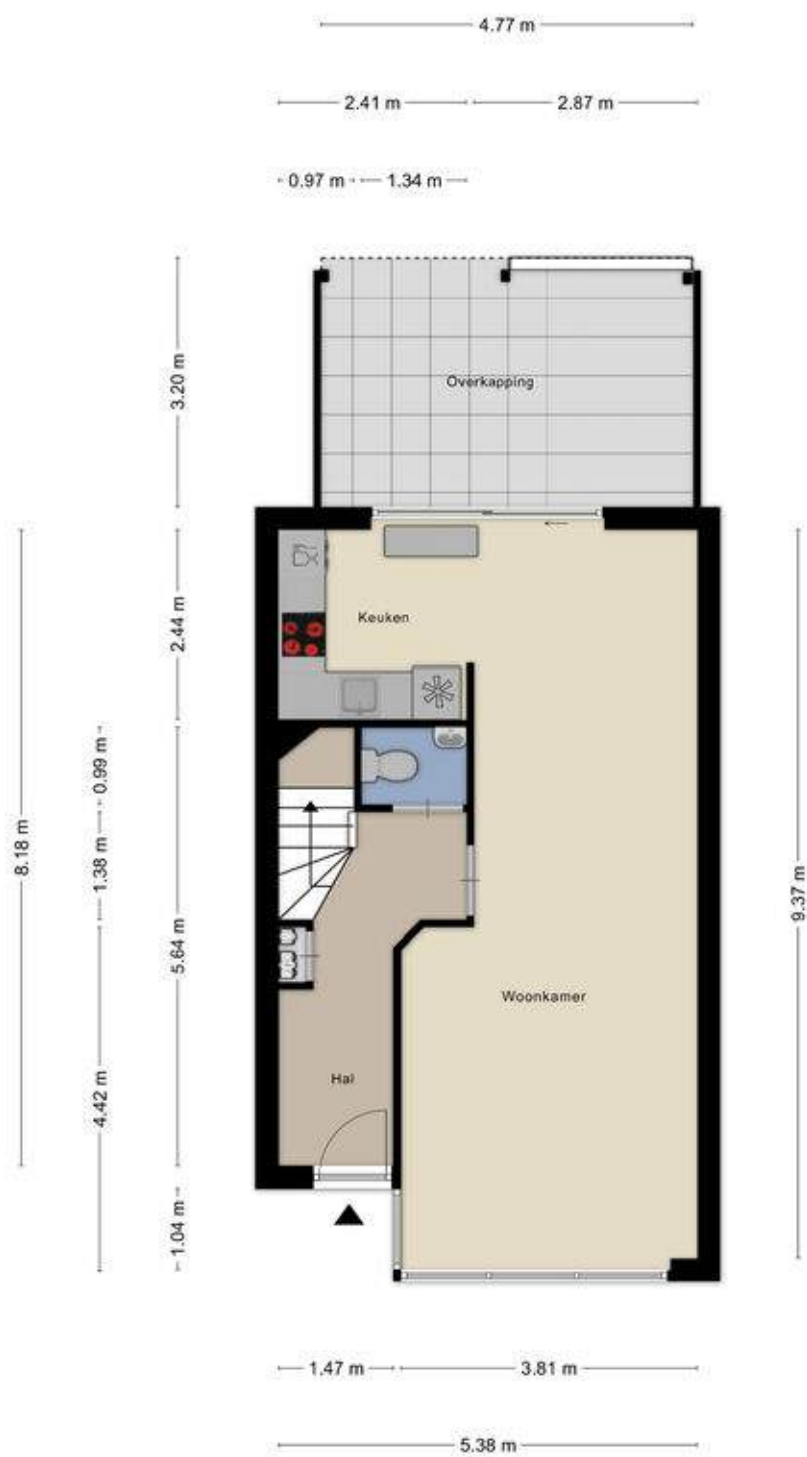 4.77 m
2.41 m 2.87 m
0.97 m 1.34 m
3.20 m
Overkapping
2.44 m
Keuken
0.99 m
8.18 m
1.38 m
9.37 m
5.64 m
Woonkamer
4.42 m
Hal
1.04 m
1.47 m 3.81 m
5.38 m